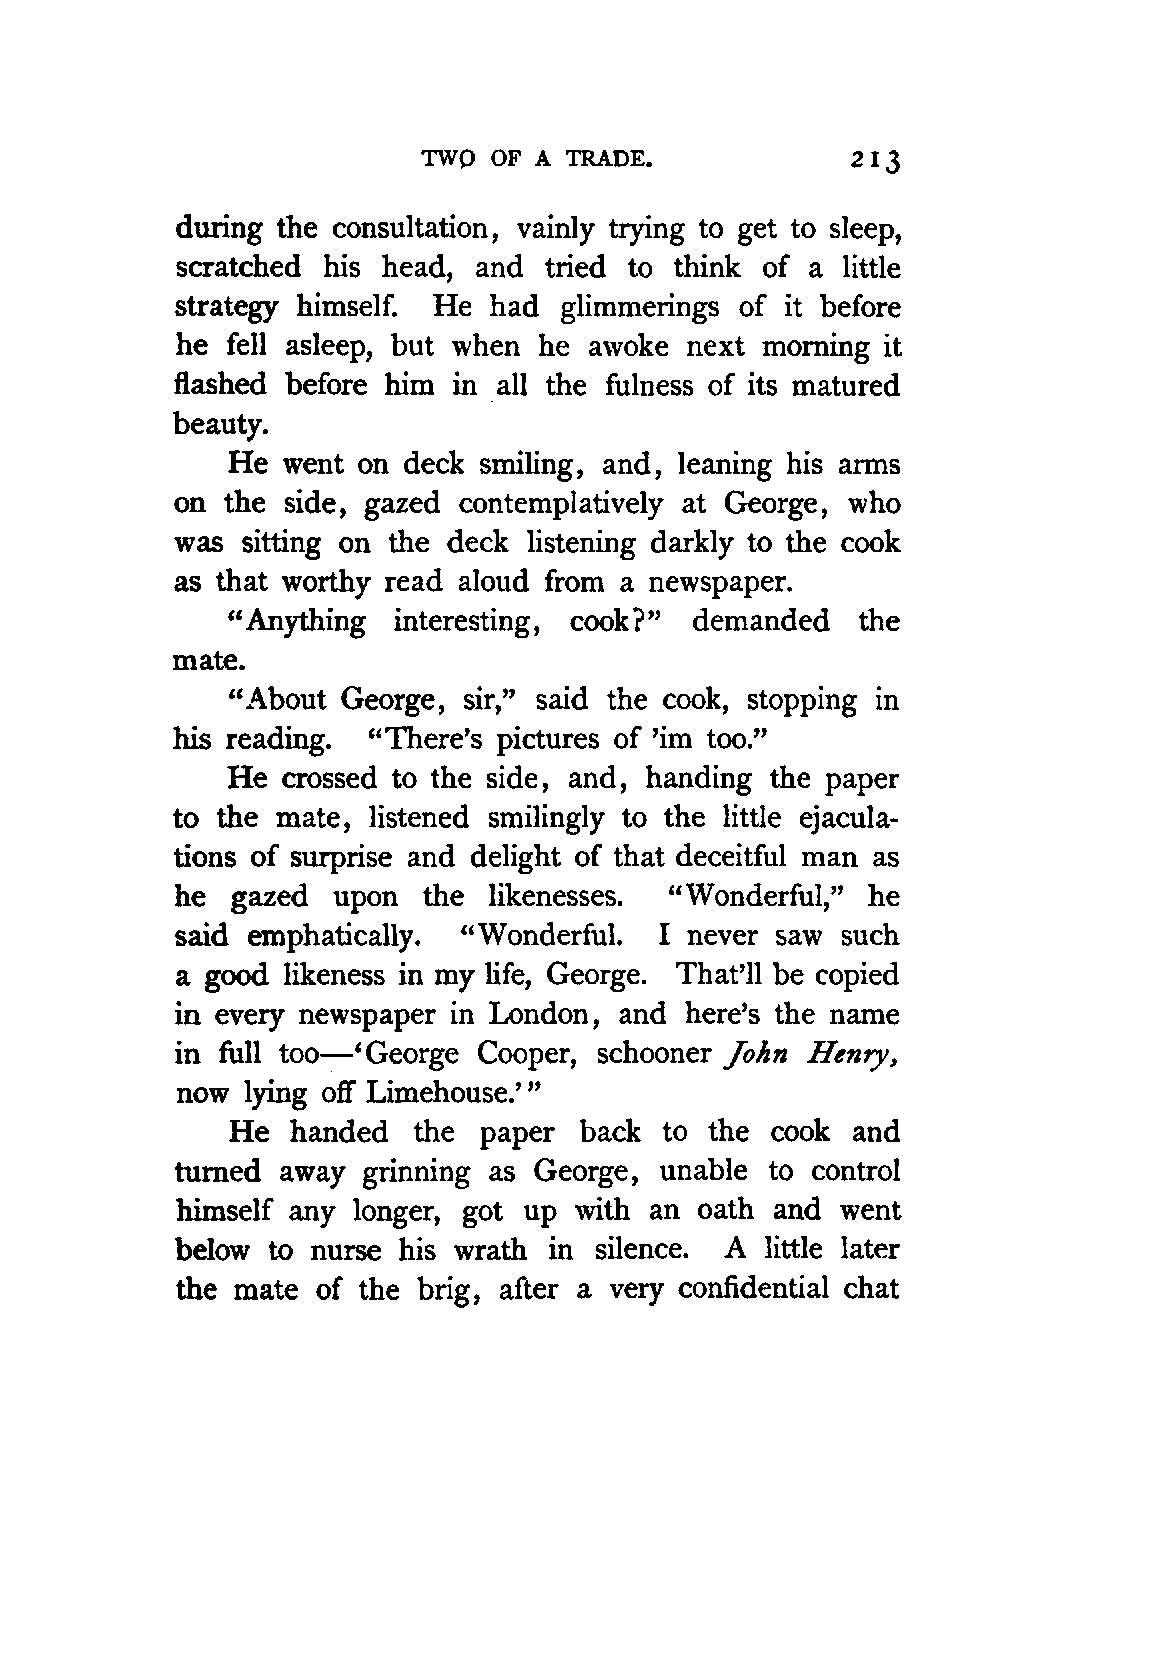 TWO OF A TRADE. 213
during the consultation, vainly trying to get to sleep,
scratched his head, and tried to think of a little
strategy himself. He had glimmerings of it before
he fell asleep, but when he awoke next morning it
flashed before him in all the fulness of its matured
beauty.
He went on deck smiling, and, leaning his arms
on the side, gazed contemplatively at George, who
was sitting on the deck listening darkly to the cook
as that worthy read aloud from a newspaper.
“Anything interesting, cook?” demanded the
mate.
“About George, sir,” said the cook, stopping in
his reading. “There’s pictures of ’im too.”
He crossed to the side, and, handing the paper
to the mate, listened smilingly to the little ejacula-
tions of surprise and delight of that deceitful man as
he gazed upon the likenesses. “Wonderful,” he
said emphatically. “Wonderful. I never saw such
a good likeness in my life, George. That’ll be copied
in every newspaper in London, and here’s the name
in full too—‘George Cooper, schooner John Henry,
now lying off Limehouse.’”
He handed the paper back to the cook and
turned away grinning as George, unable to control
himself any longer, got up with an oath and went
below to nurse his wrath in silence. A little later
the mate of the brig, after a very confidential chat